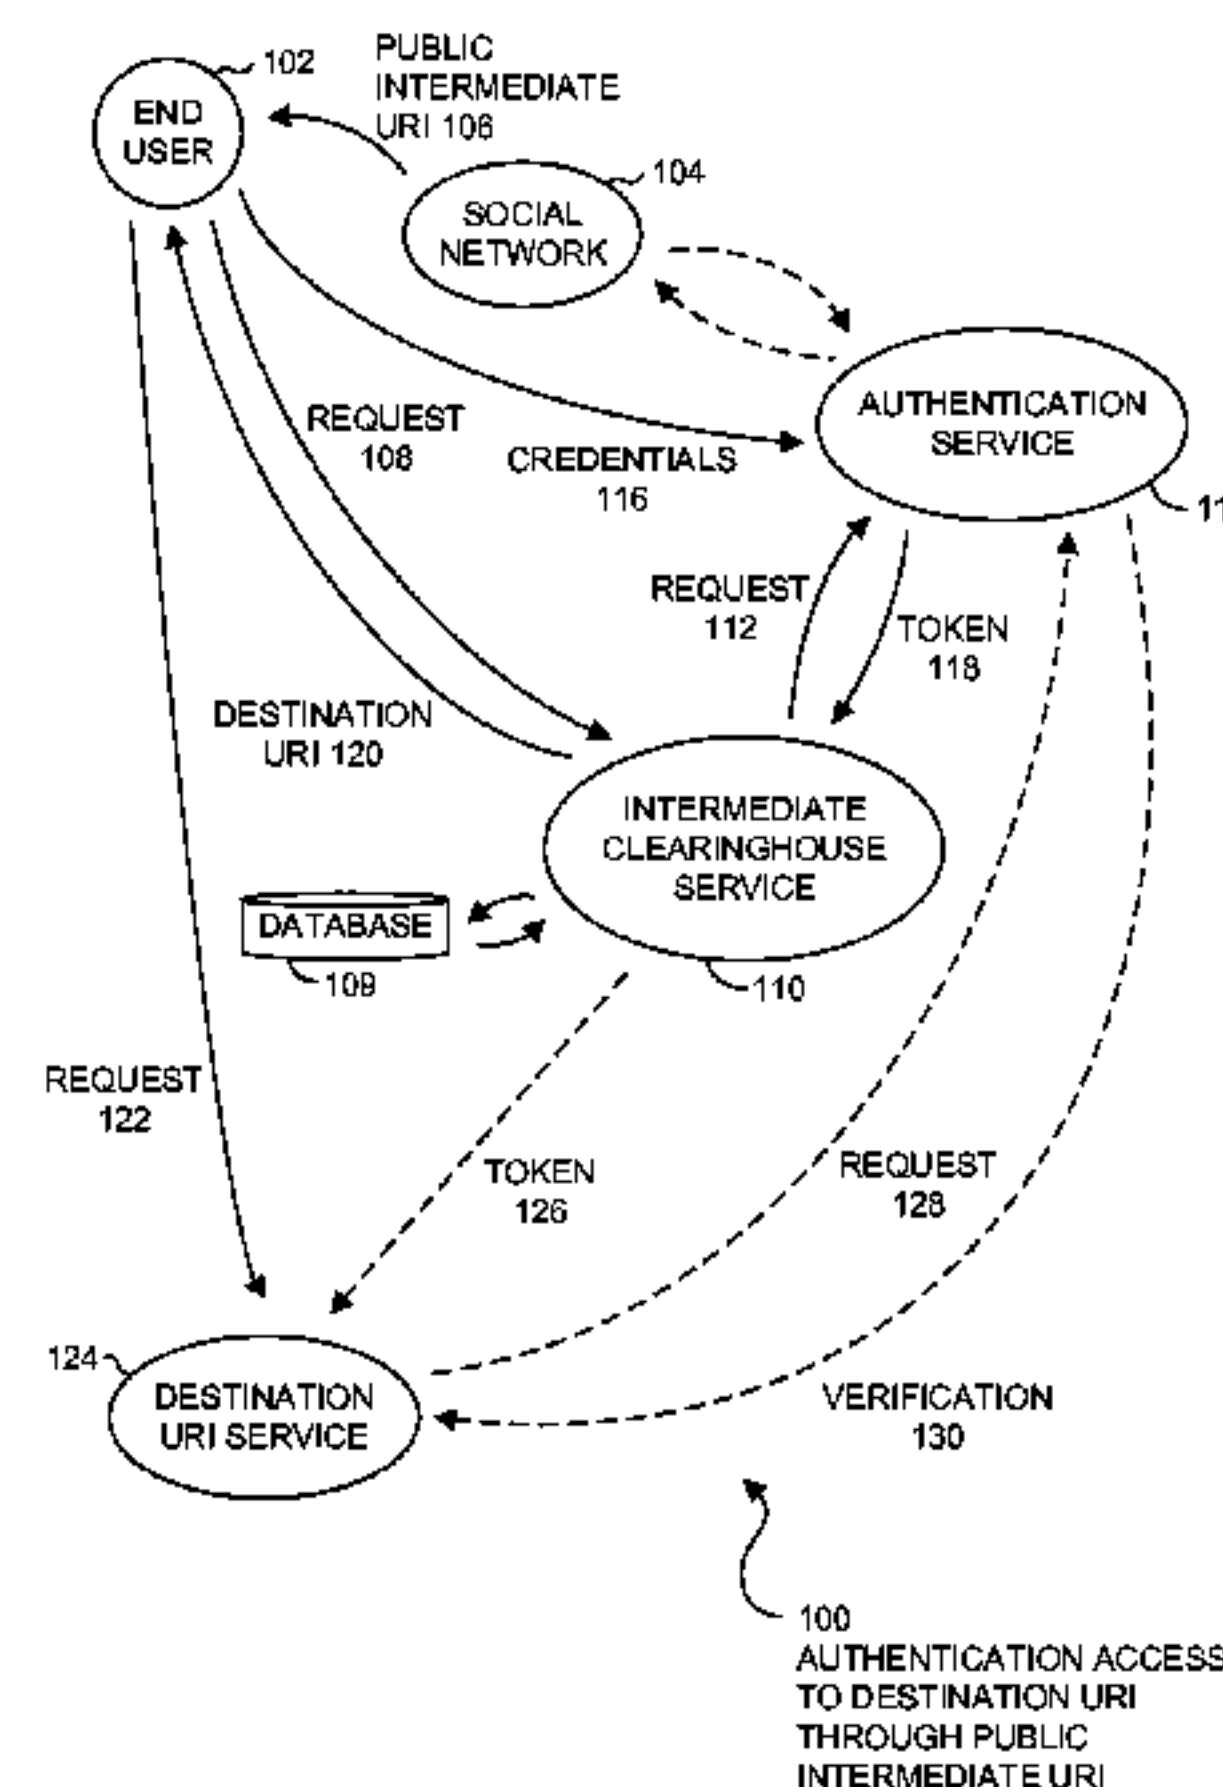 102
END
USER
PUBLIC
INTERMEDIATE
URI 106
104
SOCIAL
NETWORK
AUTHENTICATION
SERVICE
REQUEST
108
CREDENTIALS
116
REQUEST
112
TOKEN
118
DESTINATION
URI 120
INTERMEDIATE
CLEARINGHOUSE
SERVICE
110
DATABASE
109
REQUEST
122
TOKEN
126
REQUEST
128
124
DESTINATION
URI SERVICE
VERIFICATION
130
100
AUTHENTICATION ACCESS
TO DESTINATION URI
THROUGH PUBLIC
INTERMEDIATE URI